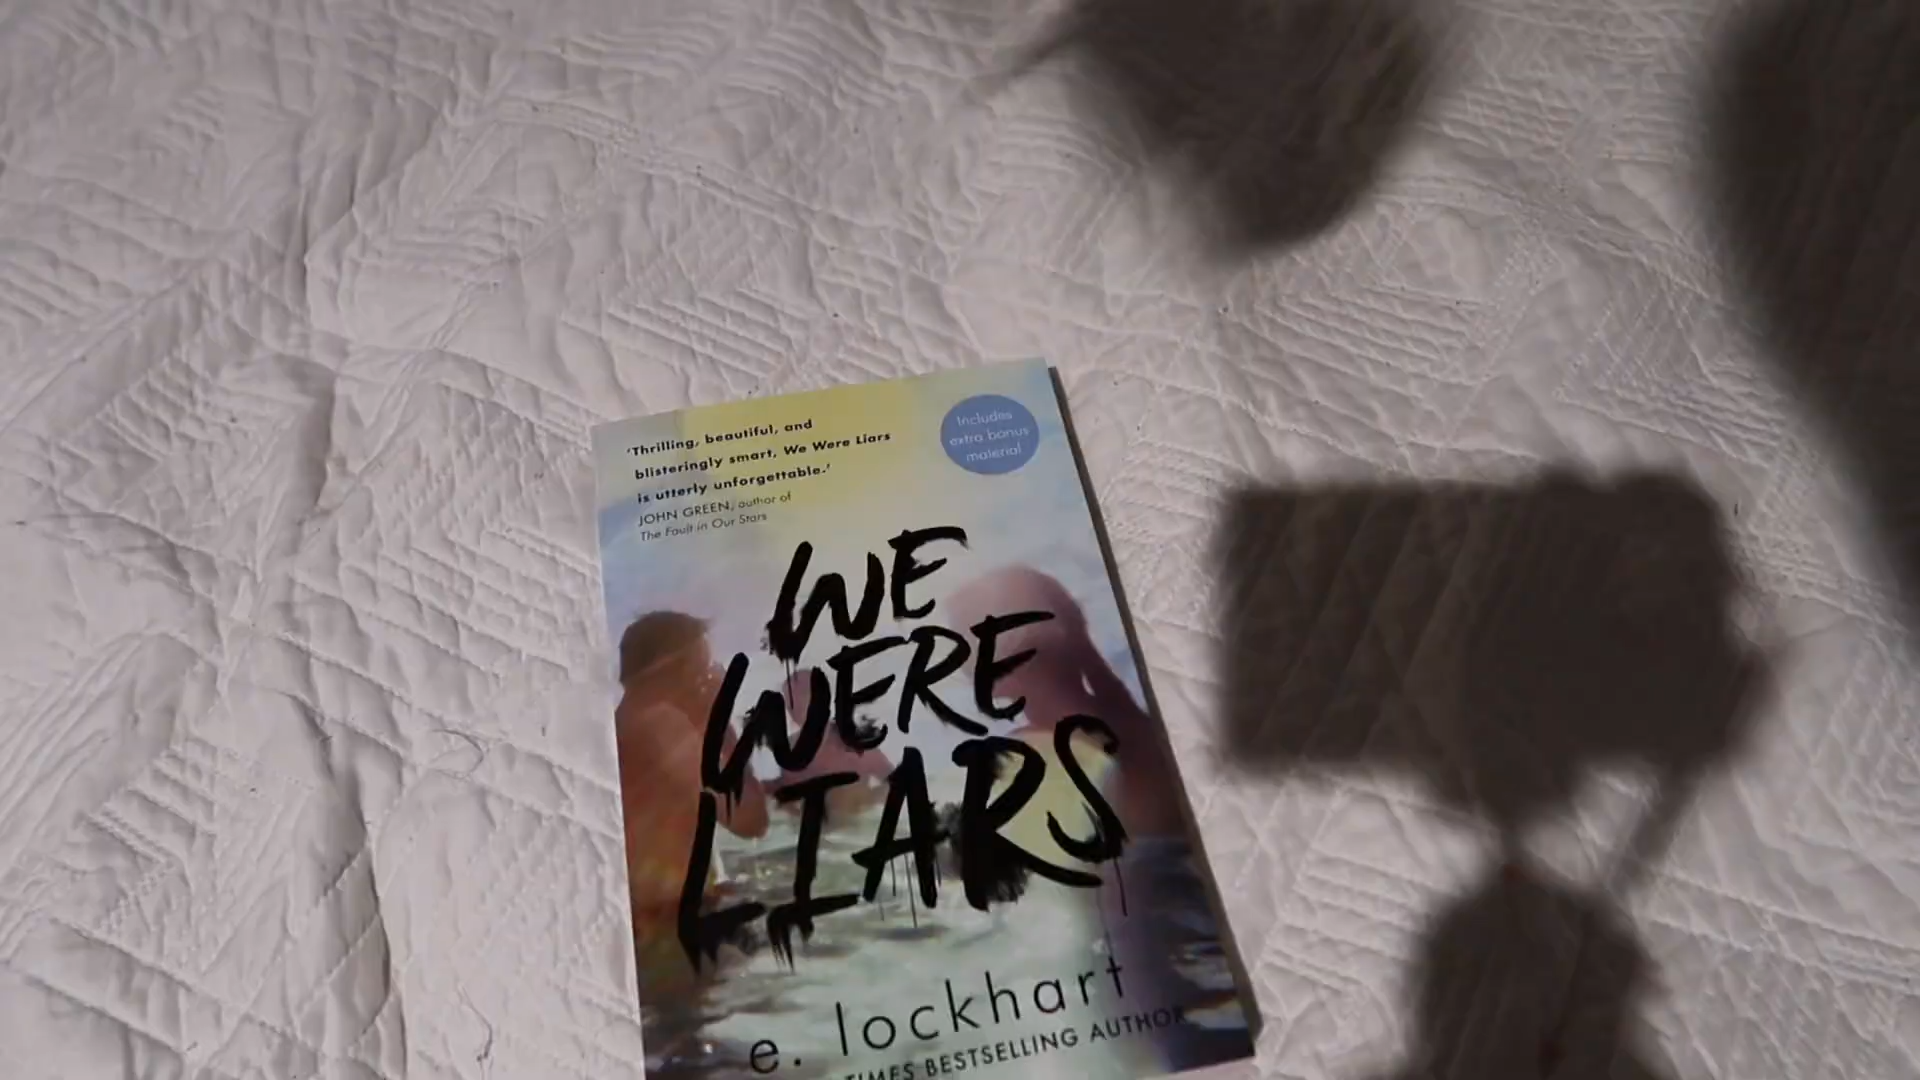 'Thrilling, beautiful, and
blisteringly smart, We Were Liars
is utterly unforgettable.'
JOHN GREEN, author of
The Fault in Our Stars
Includes
extra bonus
material
WE
WERE
LIARS
e. lockhart
TIMES BESTSELLING AUTHOR